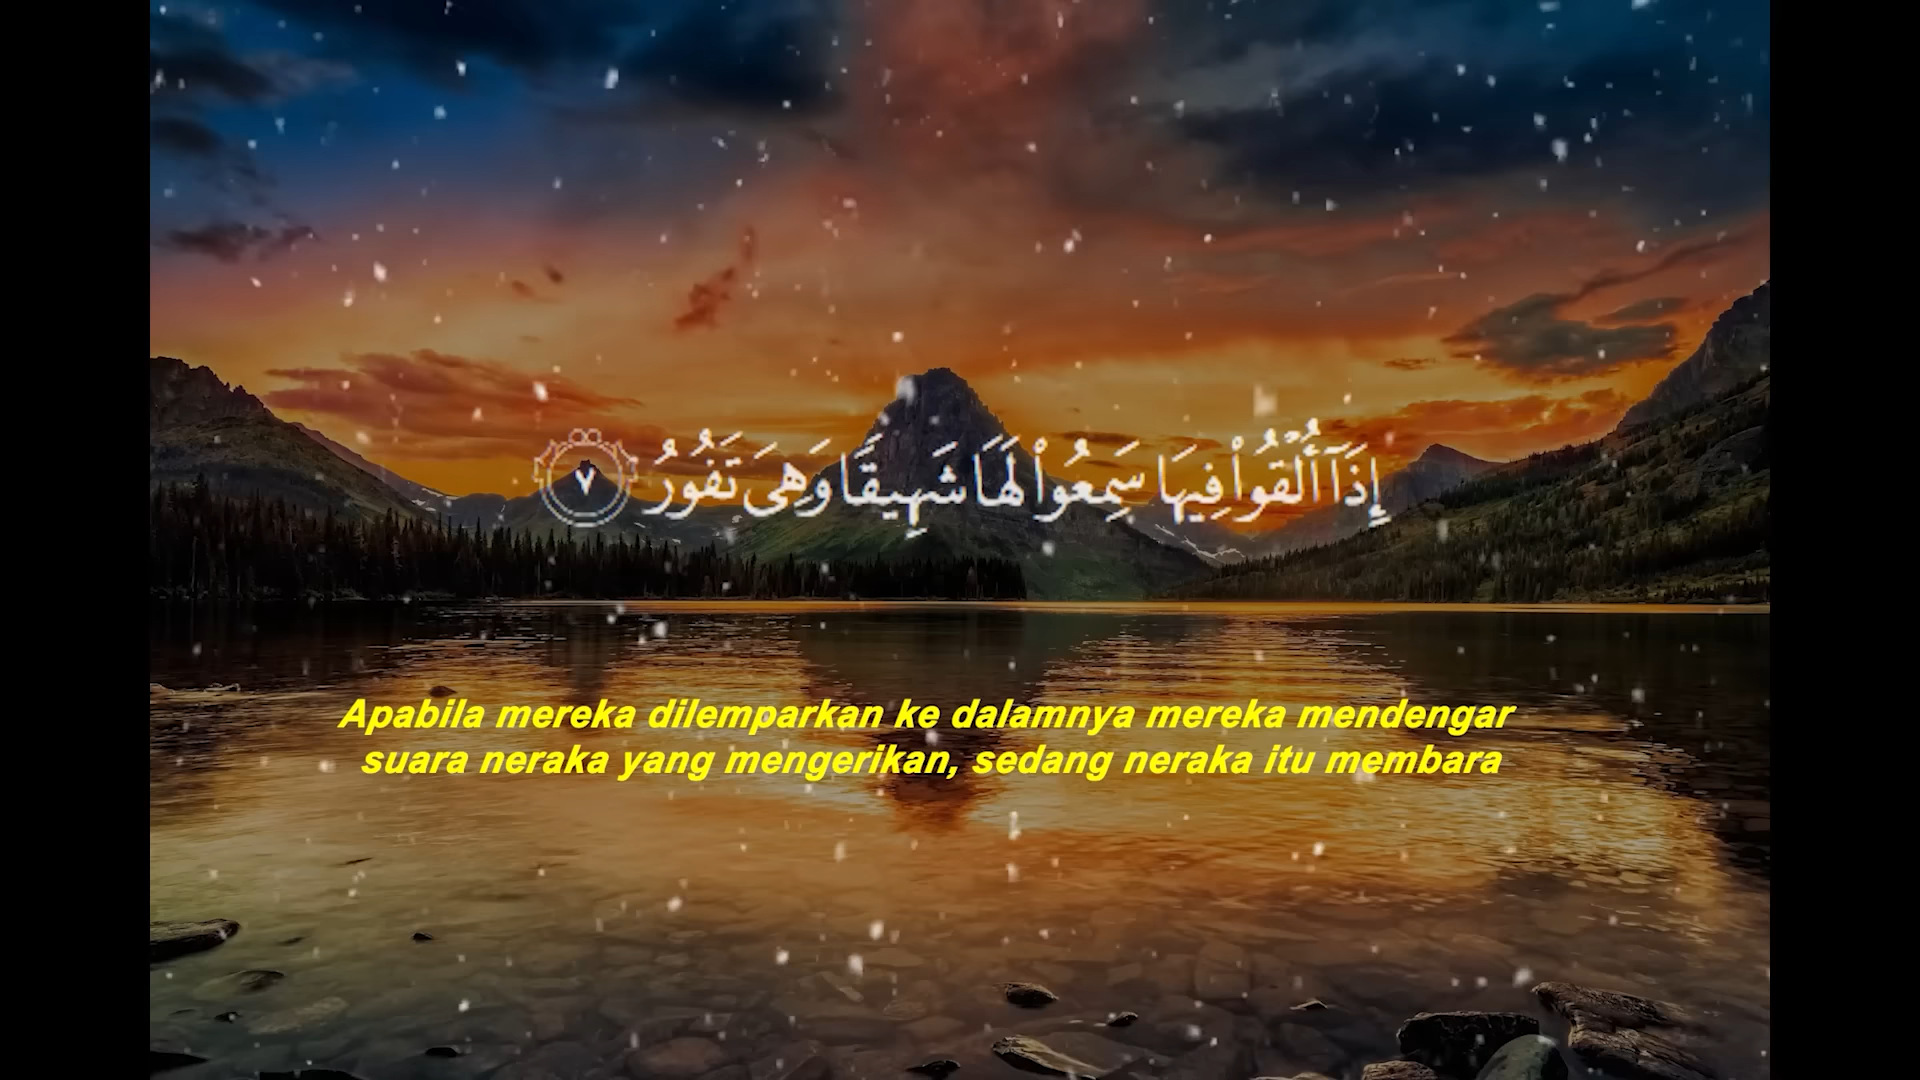 إِذَآ أُلْقُوا۟ فِيهَا سَمِعُوا۟ لَهَا شَهِيقًا وَهِىَ تَفُورُ ٧
Apabila mereka dilemparkan ke dalamnya mereka mendengar
suara neraka yang mengerikan, sedang neraka itu membara